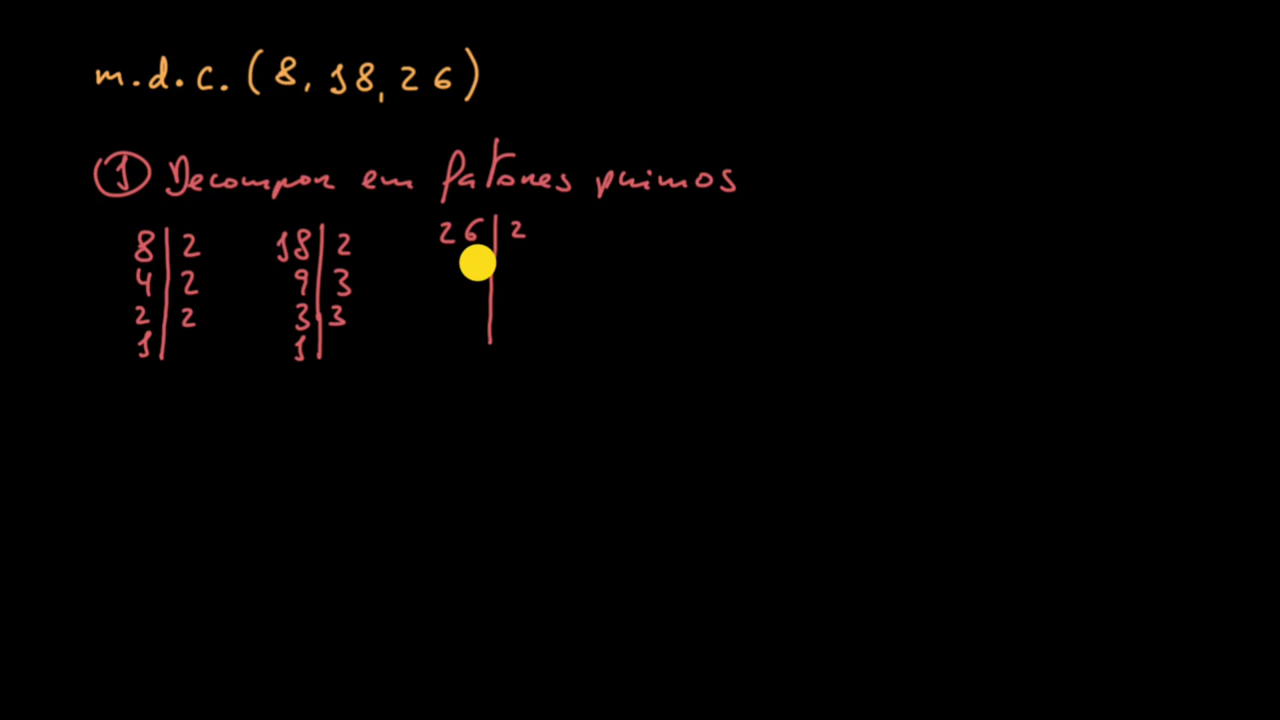 m.d.c. (8, 18, 26)
① Decompor em fatores primos
8 | 2 18 | 2 26 | 2
4 | 2 9 | 3
2 | 2 3 | 3
1 | 1 |